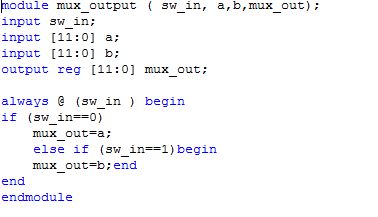 module mux_output ( sw_in, a,b,mux_out);
input sw_in;
input [11:0] a;
input [11:0] b;
output reg [11:0] mux_out;

always @ (sw_in ) begin
if (sw_in==0)
    mux_out=a;
    else if (sw_in==1)begin
    mux_out=b;end
end
endmodule